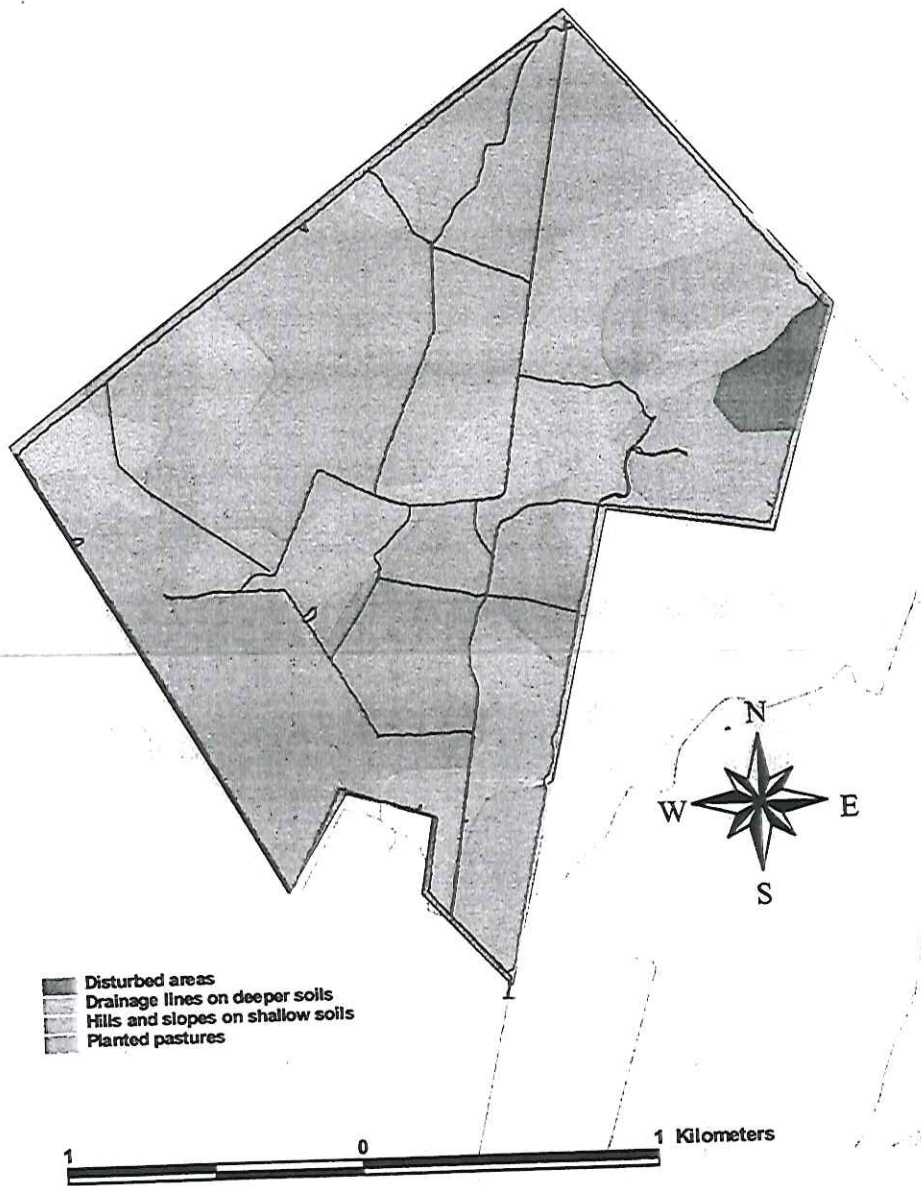 N
W E
S
Disturbed areas
Drainage lines on deeper soils
Hills and slopes on shallow soils
Planted pastures
1 0 1 Kilometers